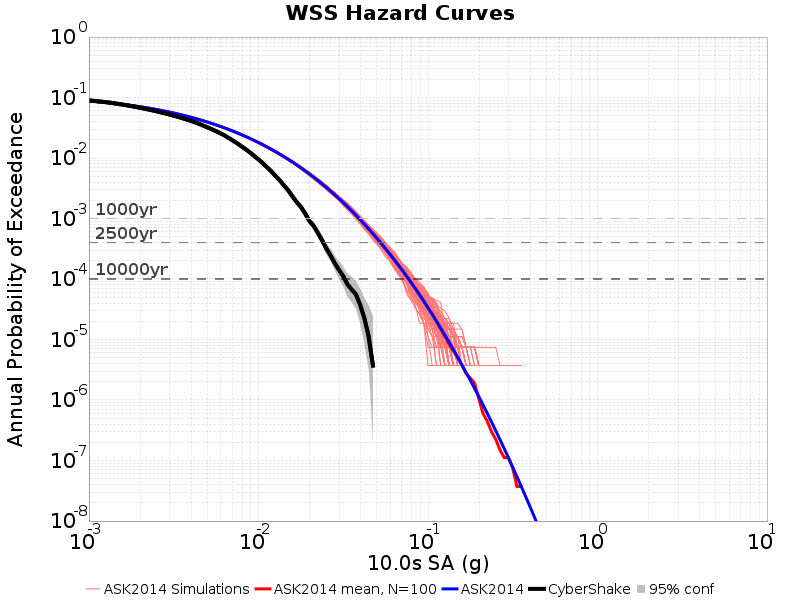 WSS Hazard Curves
Annual Probability of Exceedance
10^0
10^-1
10^-2
10^-3
10^-4
10^-5
10^-6
10^-7
10^-8
1000yr
2500yr
10000yr
10^-3 10^-2 10^-1 10^0 10^1
10.0s SA (g)
ASK2014 Simulations ASK2014 mean, N=100 ASK2014 CyberShake 95% conf